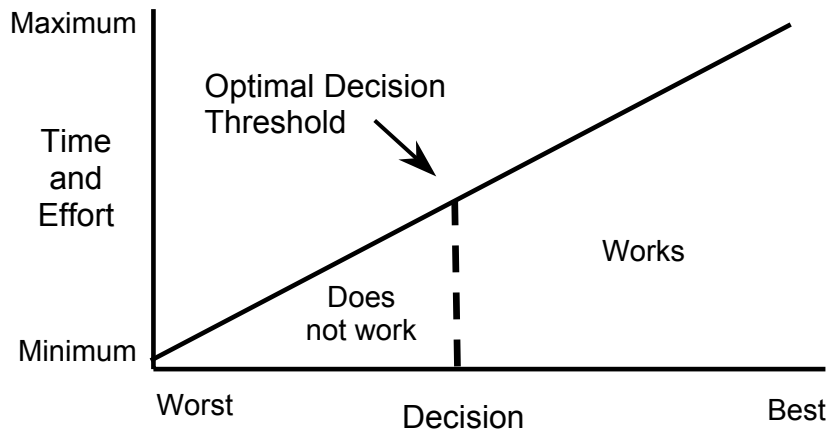 Maximum
Optimal Decision
Threshold
Time
and
Effort
Works
Does
not work
Minimum
Worst
Decision
Best